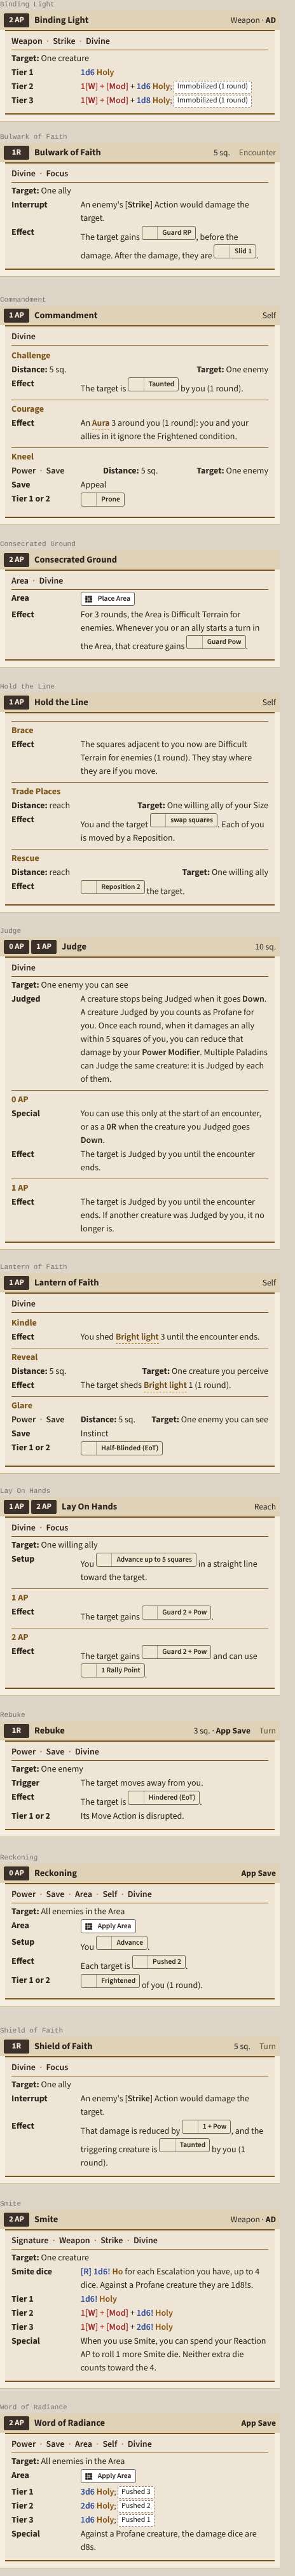 Binding Light
2 AP Binding Light Weapon · AD
Weapon · Strike · Divine
Target: One creature
Tier 1 1d6 Holy
Tier 2 1[W] + [Mod] + 1d6 Holy; Immobilized (1 round)
Tier 3 1[W] + [Mod] + 1d8 Holy; Immobilized (1 round)
Bulwark of Faith
1R Bulwark of Faith 5 sq. Encounter
Divine · Focus
Target: One ally
Interrupt An enemy's [Strike] Action would damage the
target.
Effect The target gains Guard RP, before the
damage. After the damage, they are Slid 1.
Commandment
1 AP Commandment Self
Divine
Challenge
Distance: 5 sq. Target: One enemy
Effect The target is Taunted by you (1 round).
Courage
Effect An Aura 3 around you (1 round): you and your
allies in it ignore the Frightened condition.
Kneel
Power · Save Distance: 5 sq. Target: One enemy
Save Appeal
Tier 1 or 2 Prone
Consecrated Ground
2 AP Consecrated Ground
Area · Divine
Area Place Area
Effect For 3 rounds, the Area is Difficult Terrain for
enemies. Whenever you or an ally starts a turn in
the Area, that creature gains Guard Pow.
Hold the Line
1 AP Hold the Line Self
Brace
Effect The squares adjacent to you now are Difficult
Terrain for enemies (1 round). They stay where
they are if you move.
Trade Places
Distance: reach Target: One willing ally of your Size
Effect You and the target swap squares. Each of you
is moved by a Reposition.
Rescue
Distance: reach Target: One willing ally
Effect Reposition 2 the target.
Judge
0 AP 1 AP Judge 10 sq.
Divine
Target: One enemy you can see
Judged A creature stops being Judged when it goes Down.
A creature Judged by you counts as Profane for
you. Once each round, when it damages an ally
within 5 squares of you, you can reduce that
damage by your Power Modifier. Multiple Paladins
can Judge the same creature: it is Judged by each
of them.
0 AP
Special You can use this only at the start of an encounter,
or as a 0R when the creature you Judged goes
Down.
Effect The target is Judged by you until the encounter
ends.
1 AP
Effect The target is Judged by you until the encounter
ends. If another creature was Judged by you, it no
longer is.
Lantern of Faith
1 AP Lantern of Faith Self
Divine
Kindle
Effect You shed Bright light 3 until the encounter ends.
Reveal
Distance: 5 sq. Target: One creature you perceive
Effect The target sheds Bright light 1 (1 round).
Glare
Power · Save Distance: 5 sq. Target: One enemy you can see
Save Instinct
Tier 1 or 2 Half-Blinded (EoT)
Lay On Hands
1 AP 2 AP Lay On Hands Reach
Divine · Focus
Target: One willing ally
Setup You Advance up to 5 squares in a straight line
toward the target.
1 AP
Effect The target gains Guard 2 + Pow.
2 AP
Effect The target gains Guard 2 + Pow and can use
1 Rally Point.
Rebuke
1R Rebuke 3 sq. · App Save Turn
Power · Save · Divine
Target: One enemy
Trigger The target moves away from you.
Effect The target is Hindered (EoT).
Tier 1 or 2 Its Move Action is disrupted.
Reckoning
0 AP Reckoning App Save
Power · Save · Area · Self · Divine
Target: All enemies in the Area
Area Apply Area
Setup You Advance.
Effect Each target is Pushed 2.
Tier 1 or 2 Frightened of you (1 round).
Shield of Faith
1R Shield of Faith 5 sq. Turn
Divine · Focus
Target: One ally
Interrupt An enemy's [Strike] Action would damage the
target.
Effect That damage is reduced by 1 + Pow, and the
triggering creature is Taunted by you (1
round).
Smite
2 AP Smite Weapon · AD
Signature · Weapon · Strike · Divine
Target: One creature
Smite dice [R] 1d6! Ho for each Escalation you have, up to 4
dice. Against a Profane creature they are 1d8!s.
Tier 1 1d6! Holy
Tier 2 1[W] + [Mod] + 1d6! Holy
Tier 3 1[W] + [Mod] + 2d6! Holy
Special When you use Smite, you can spend your Reaction
AP to roll 1 more Smite die. Neither extra die
counts toward the 4.
Word of Radiance
2 AP Word of Radiance App Save
Power · Save · Area · Self · Divine
Target: All enemies in the Area
Area Apply Area
Tier 1 3d6 Holy; Pushed 3
Tier 2 2d6 Holy; Pushed 2
Tier 3 1d6 Holy; Pushed 1
Special Against a Profane creature, the damage dice are
d8s.